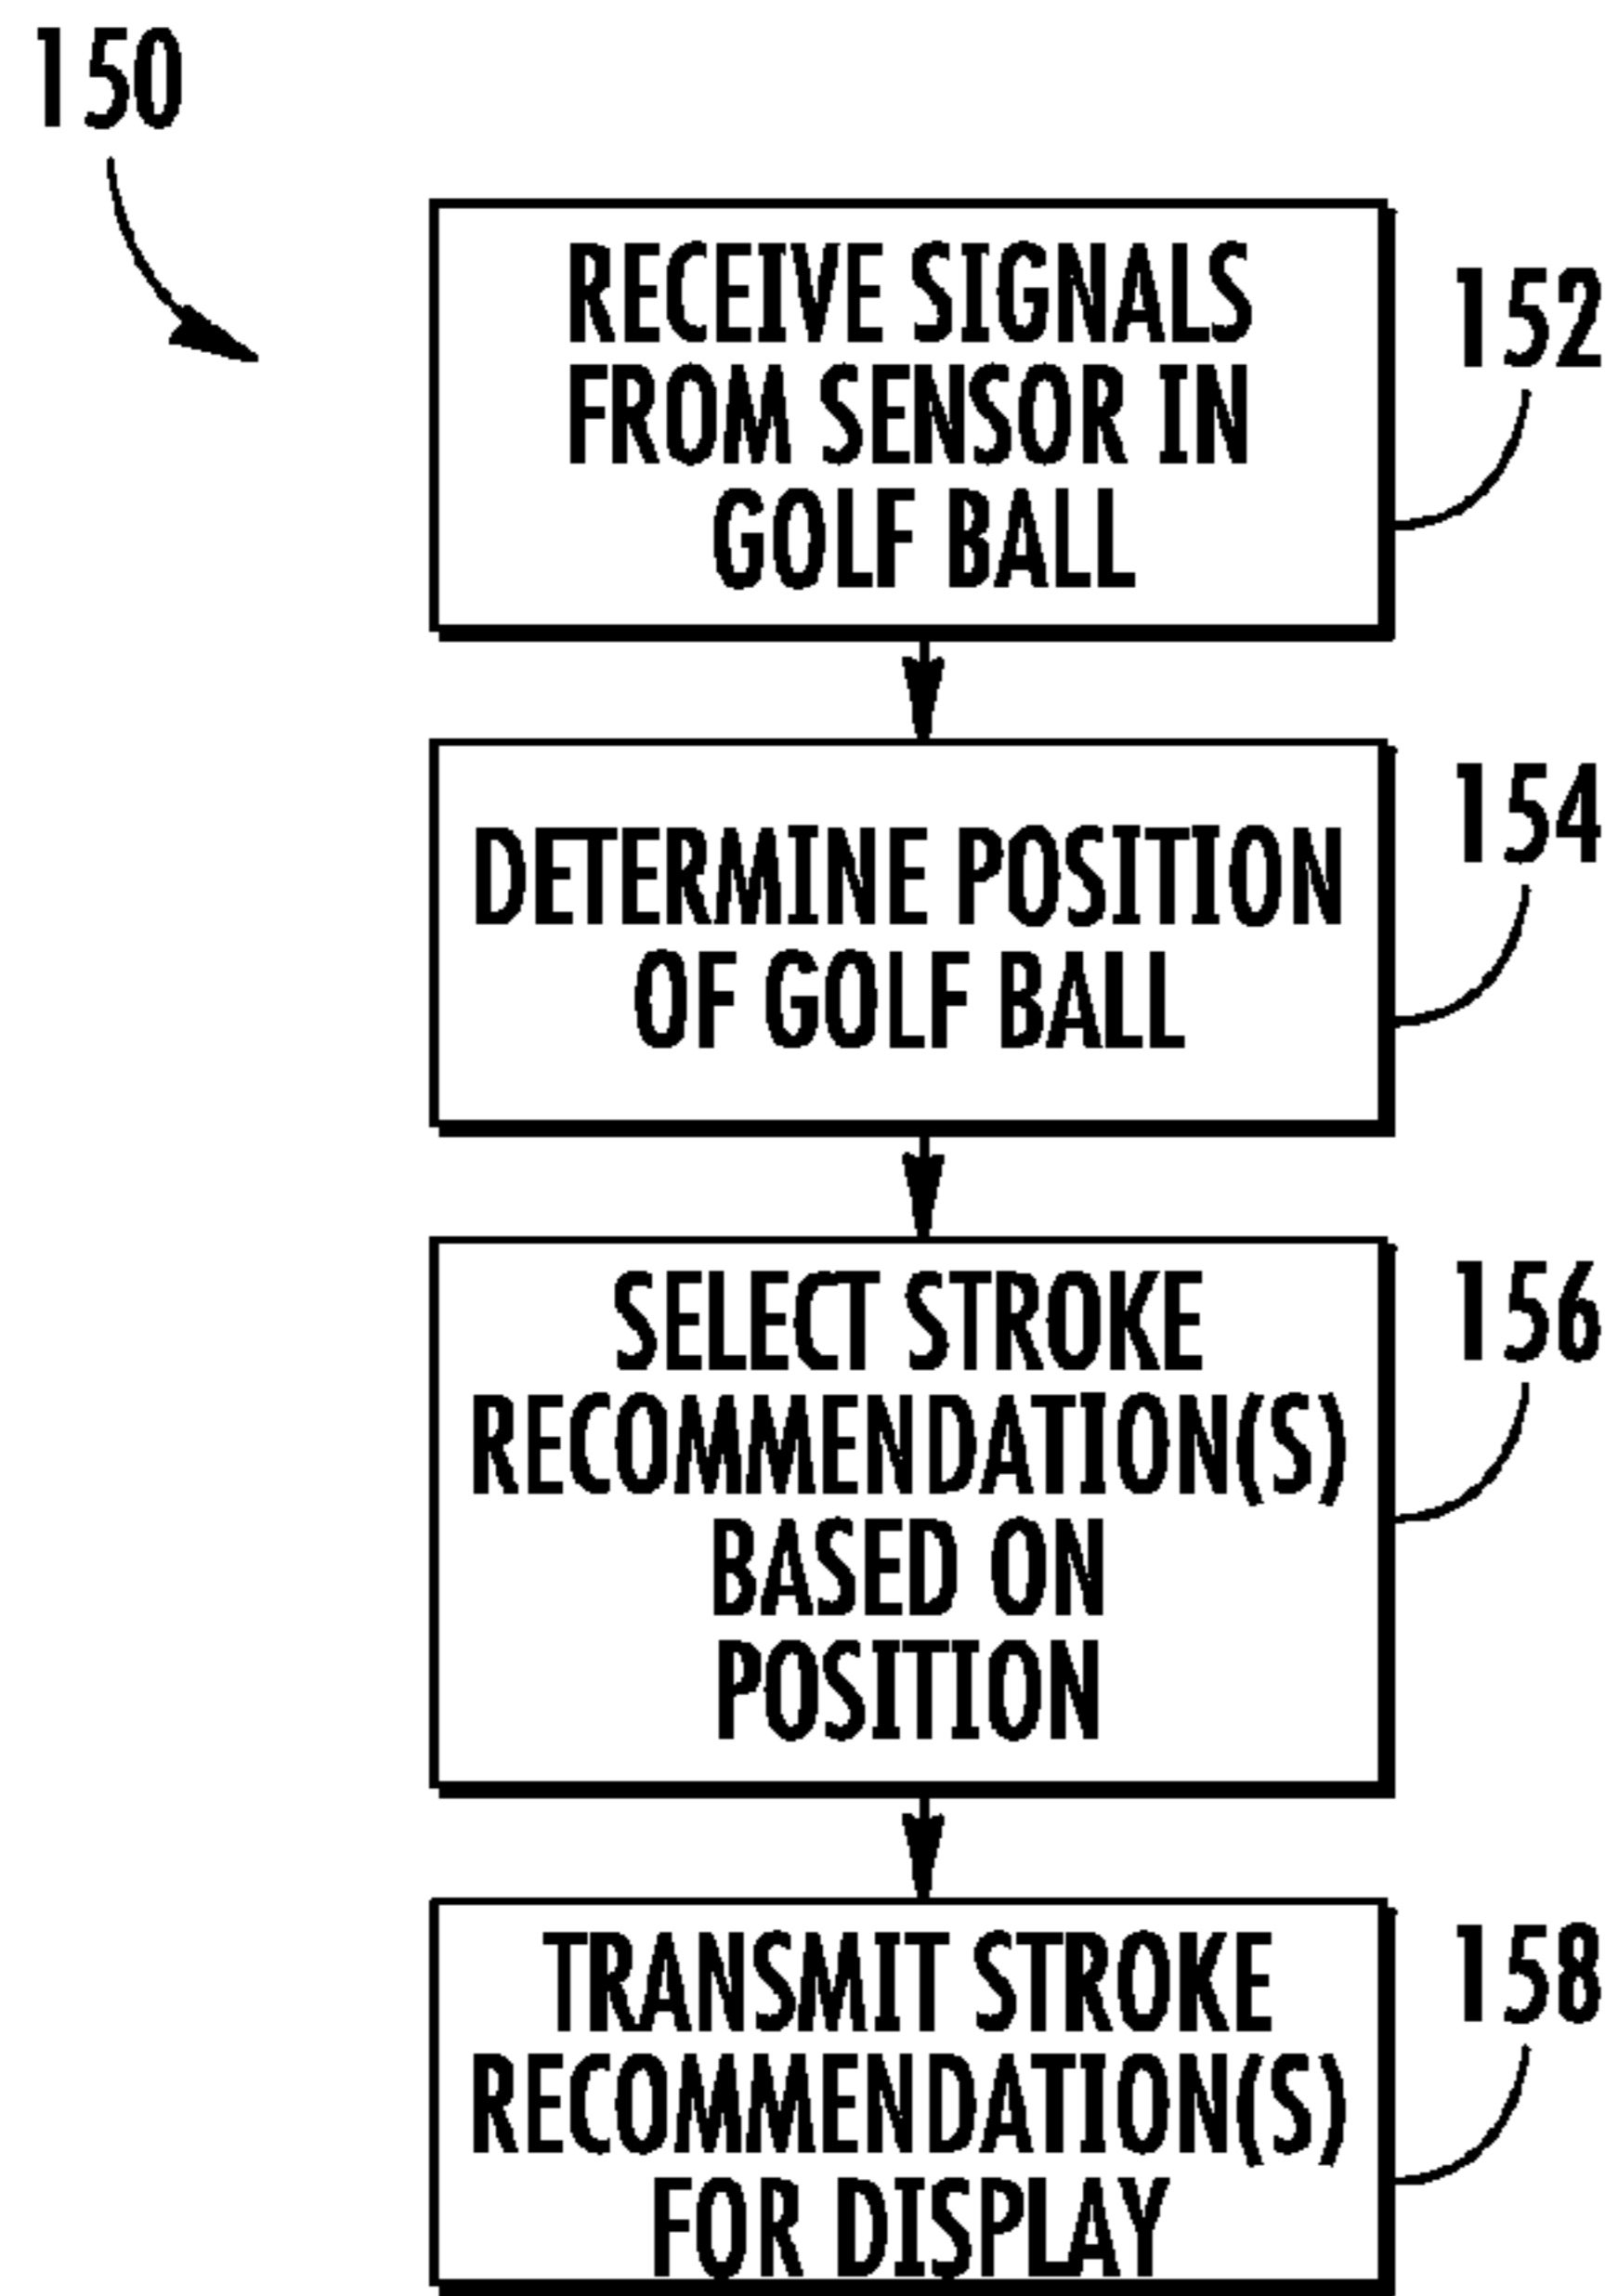 150
RECEIVE SIGNALS
FROM SENSOR IN
GOLF BALL
152
DETERMINE POSITION
OF GOLF BALL
154
SELECT STROKE
RECOMMENDATION(S)
BASED ON
POSITION
156
TRANSMIT STROKE
RECOMMENDATION(S)
FOR DISPLAY
158